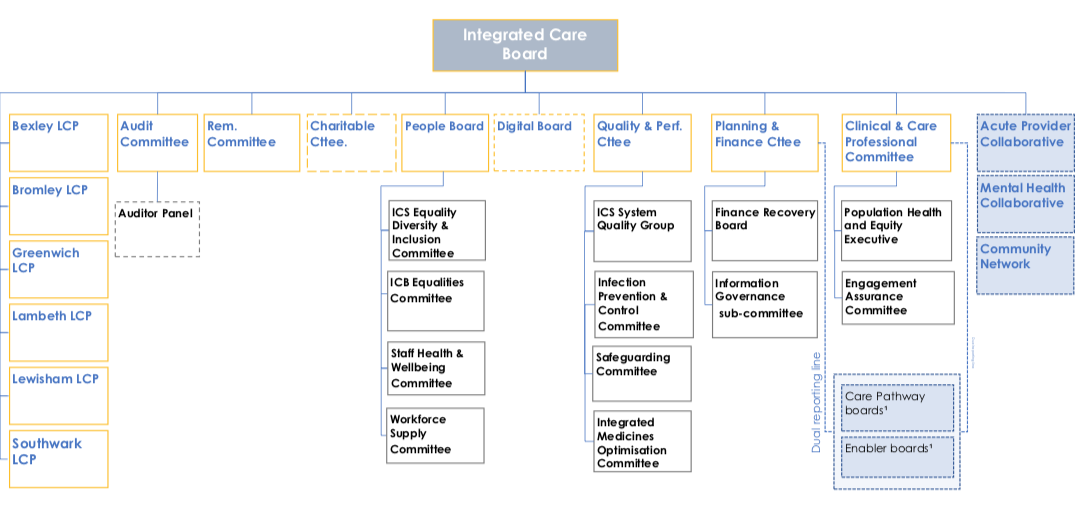 Integrated Care
Board
Bexley LCP
Bromley LCP
Greenwich
LCP
Lambeth LCP
Lewisham LCP
Southwark
LCP
Audit
Committee
Auditor Panel
Rem.
Committee
Charitable
Cttee.
People Board
ICS Equality
Diversity &
Inclusion
Committee
ICB Equalities
Committee
Staff Health &
Wellbeing
Committee
Workforce
Supply
Committee
Digital Board
Quality & Perf.
Cttee
ICS System
Quality Group
Infection
Prevention &
Control
Committee
Safeguarding
Committee
Integrated
Medicines
Optimisation
Committee
Planning &
Finance Cttee
Finance Recovery
Board
Information
Governance
sub-committee
Dual reporting line
Clinical & Care
Professional
Committee
Population Health
and Equity
Executive
Engagement
Assurance
Committee
Care Pathway
boards¹
Enabler boards¹
Acute Provider
Collaborative
Mental Health
Collaborative
Community
Network